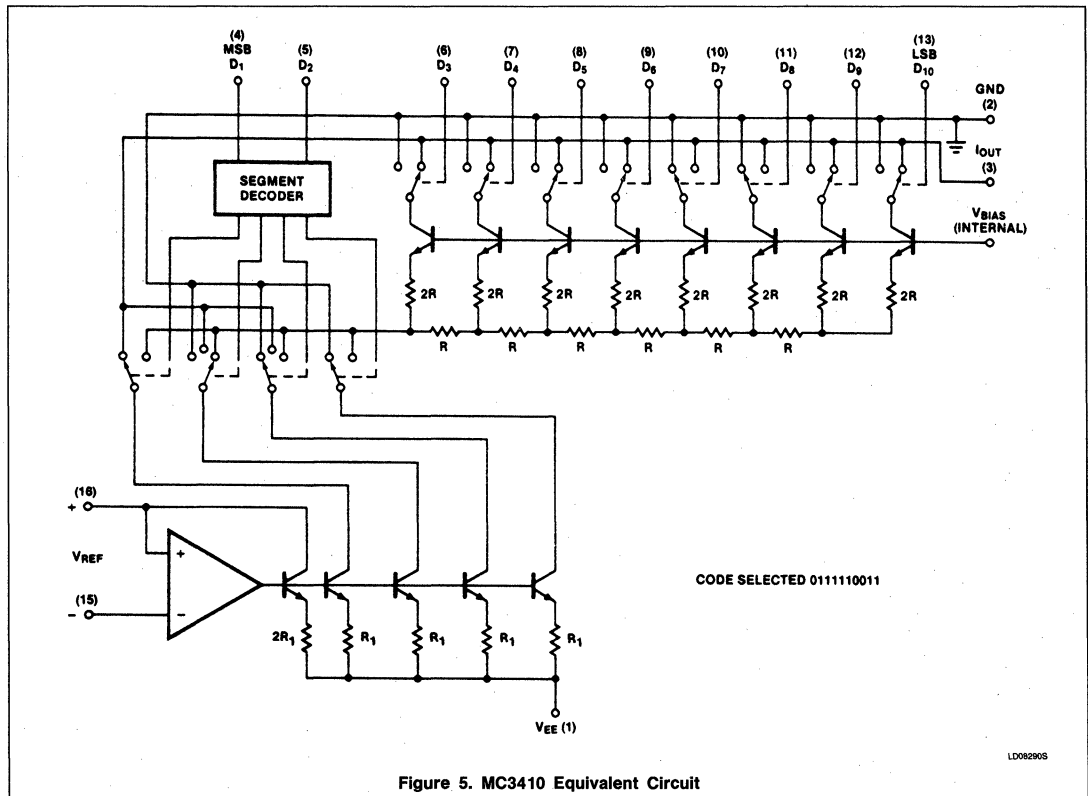 (4)
MSB
D1
(5)
D2
(6)
D3
(7)
D4
(8)
D5
(9)
D6
(10)
D7
(11)
D8
(12)
D9
(13)
LSB
D10
GND
(2)
IOUT
(3)
VBIAS
(INTERNAL)
SEGMENT
DECODER
2R
2R
2R
2R
2R
2R
2R
2R
R
R
R
R
R
R
(16)
+
VREF
(15)
−
+
−
2R1
R1
R1
R1
R1
CODE SELECTED 0111110011
VEE (1)
LD08290S
Figure 5. MC3410 Equivalent Circuit